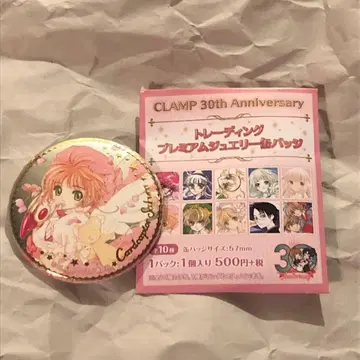 CLAMP 30th Anniversary
トレーディング
プレミアムジュエリー缶バッジ
Cardcaptor Sakura
全10種 缶バッジサイズ:57mm
1パック:1個入り 500円+税
30